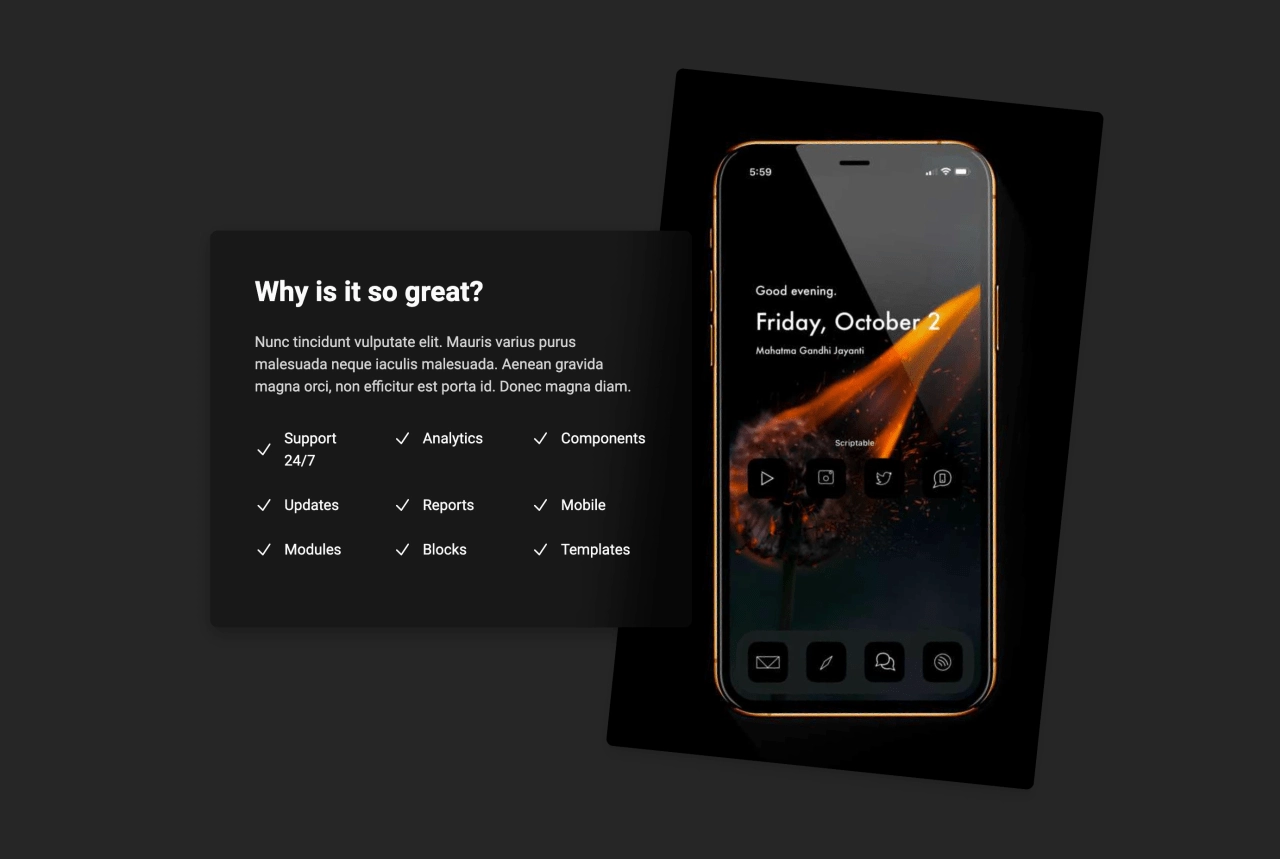 Why is it so great?
Nunc tincidunt vulputate elit. Mauris varius purus
malesuada neque iaculis malesuada. Aenean gravida
magna orci, non efficitur est porta id. Donec magna diam.
Support
24/7
Analytics
Components
Updates
Reports
Mobile
Modules
Blocks
Templates
5:59
Good evening.
Friday, October 2
Mahatma Gandhi Jayanti
Scriptable